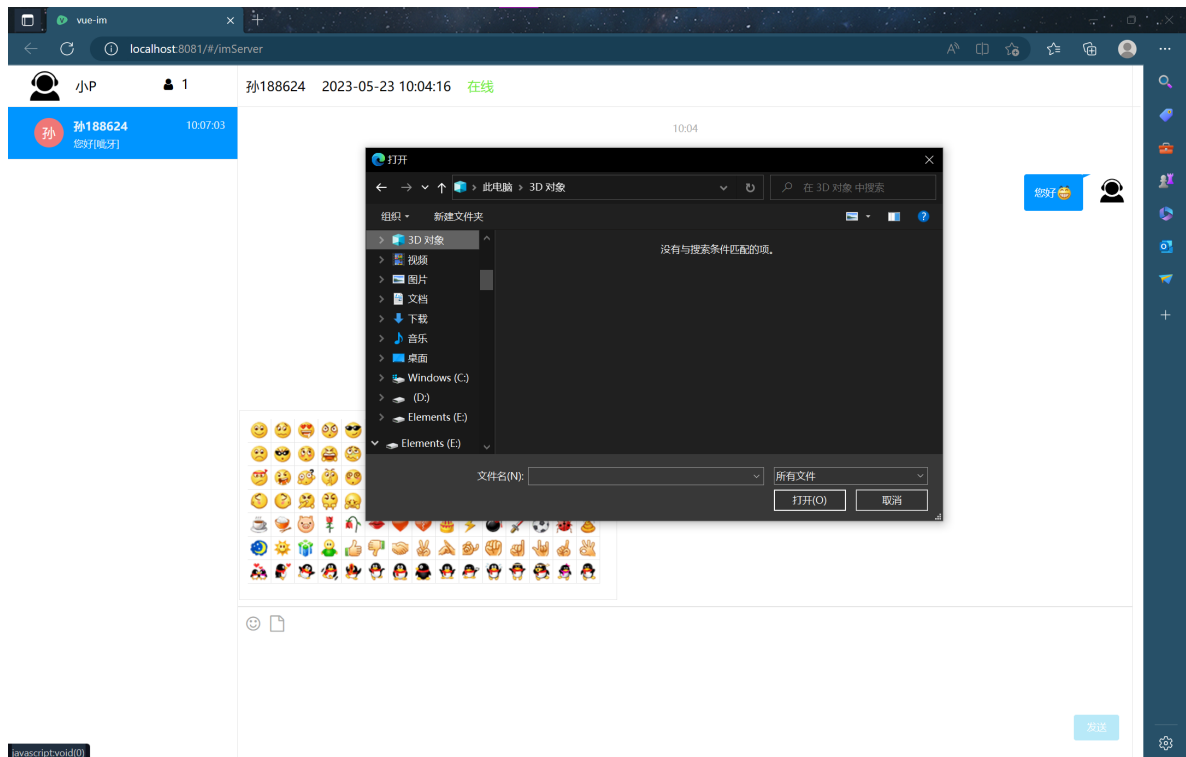 vue-im
localhost:8081/#/imServer
小P 1
孙188624 2023-05-23 10:04:16 在线
孙 孙188624 10:07:03
您好[呲牙]
10:04
您好
打开
此电脑 › 3D 对象
在 3D 对象 中搜索
组织 新建文件夹
3D 对象
视频
图片
文档
下载
音乐
桌面
Windows (C:)
(D:)
Elements (E:)
Elements (E:)
没有与搜索条件匹配的项。
文件名(N): 所有文件
打开(O) 取消
发送
javascript:void(0)